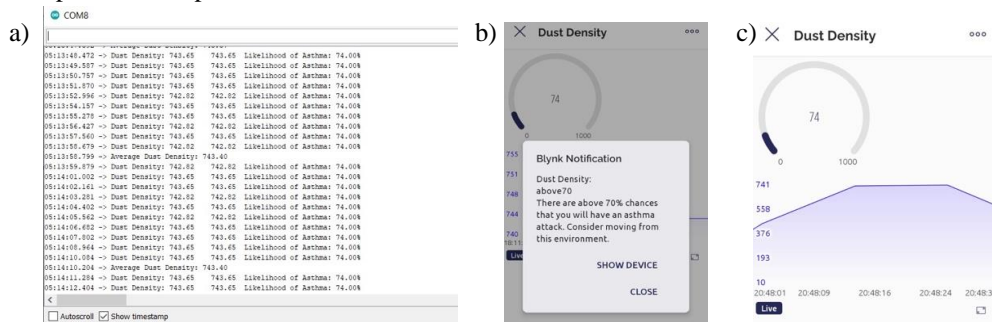 a)
COM8
05:13:48.472 -> Dust Density: 743.65 743.65 Likelihood of Asthma: 74.00%
05:13:49.587 -> Dust Density: 743.65 743.65 Likelihood of Asthma: 74.00%
05:13:50.757 -> Dust Density: 743.65 743.65 Likelihood of Asthma: 74.00%
05:13:51.870 -> Dust Density: 743.65 743.65 Likelihood of Asthma: 74.00%
05:13:52.996 -> Dust Density: 742.82 742.82 Likelihood of Asthma: 74.00%
05:13:54.157 -> Dust Density: 743.65 743.65 Likelihood of Asthma: 74.00%
05:13:55.278 -> Dust Density: 743.65 743.65 Likelihood of Asthma: 74.00%
05:13:56.427 -> Dust Density: 742.82 742.82 Likelihood of Asthma: 74.00%
05:13:57.560 -> Dust Density: 743.65 743.65 Likelihood of Asthma: 74.00%
05:13:58.679 -> Dust Density: 742.82 742.82 Likelihood of Asthma: 74.00%
05:13:58.799 -> Average Dust Density: 743.40
05:13:59.879 -> Dust Density: 742.82 742.82 Likelihood of Asthma: 74.00%
05:14:01.002 -> Dust Density: 743.65 743.65 Likelihood of Asthma: 74.00%
05:14:02.161 -> Dust Density: 743.65 743.65 Likelihood of Asthma: 74.00%
05:14:03.281 -> Dust Density: 742.82 742.82 Likelihood of Asthma: 74.00%
05:14:04.402 -> Dust Density: 743.65 743.65 Likelihood of Asthma: 74.00%
05:14:05.562 -> Dust Density: 742.82 742.82 Likelihood of Asthma: 74.00%
05:14:06.682 -> Dust Density: 743.65 743.65 Likelihood of Asthma: 74.00%
05:14:07.802 -> Dust Density: 743.65 743.65 Likelihood of Asthma: 74.00%
05:14:08.964 -> Dust Density: 743.65 743.65 Likelihood of Asthma: 74.00%
05:14:10.084 -> Dust Density: 743.65 743.65 Likelihood of Asthma: 74.00%
05:14:10.204 -> Average Dust Density: 743.40
05:14:11.284 -> Dust Density: 743.65 743.65 Likelihood of Asthma: 74.00%
05:14:12.404 -> Dust Density: 743.65 743.65 Likelihood of Asthma: 74.00%
Autoscroll Show timestamp
b)
Dust Density
74
0 1000
755
751
748
744
740
Live
Blynk Notification
Dust Density:
above70
There are above 70% chances
that you will have an asthma
attack. Consider moving from
this environment.
SHOW DEVICE
CLOSE
c)
Dust Density
74
0 1000
741
558
376
193
10
20:48:01 20:48:09 20:48:16 20:48:24
Live